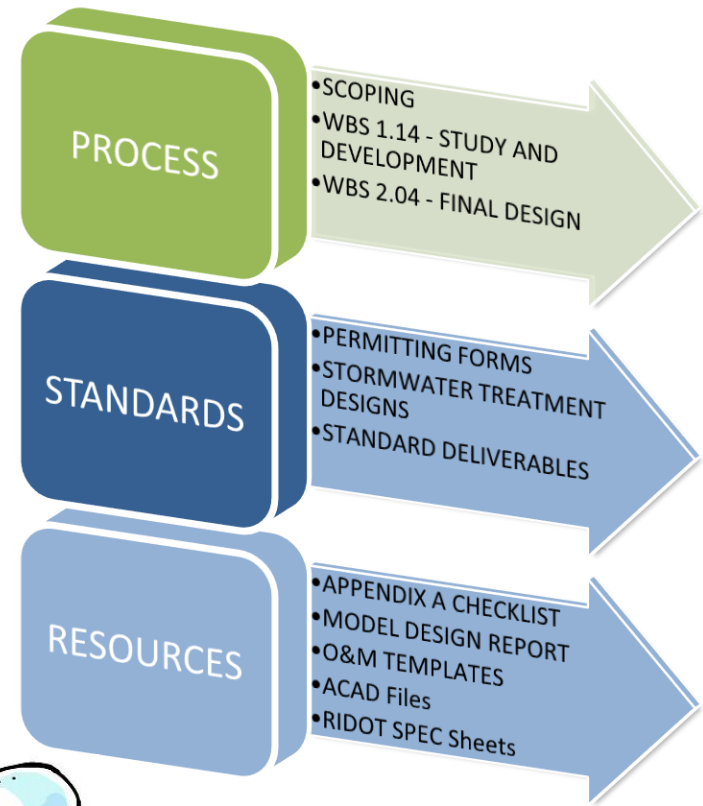 PROCESS
•SCOPING
•WBS 1.14 - STUDY AND
DEVELOPMENT
•WBS 2.04 - FINAL DESIGN
STANDARDS
•PERMITTING FORMS
•STORMWATER TREATMENT
DESIGNS
•STANDARD DELIVERABLES
RESOURCES
•APPENDIX A CHECKLIST
•MODEL DESIGN REPORT
•O&M TEMPLATES
•ACAD Files
•RIDOT SPEC Sheets